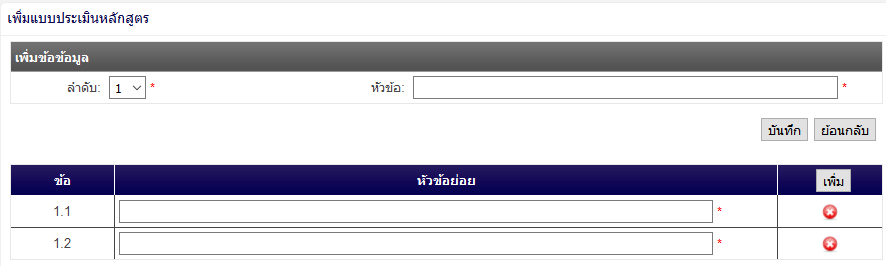 เพิ่มแบบประเมินหลักสูตร
เพิ่มข้อข้อมูล
ลำดับ: 1 * หัวข้อ: *
บันทึก ย้อนกลับ
ข้อ หัวข้อย่อย เพิ่ม
1.1 *
1.2 *